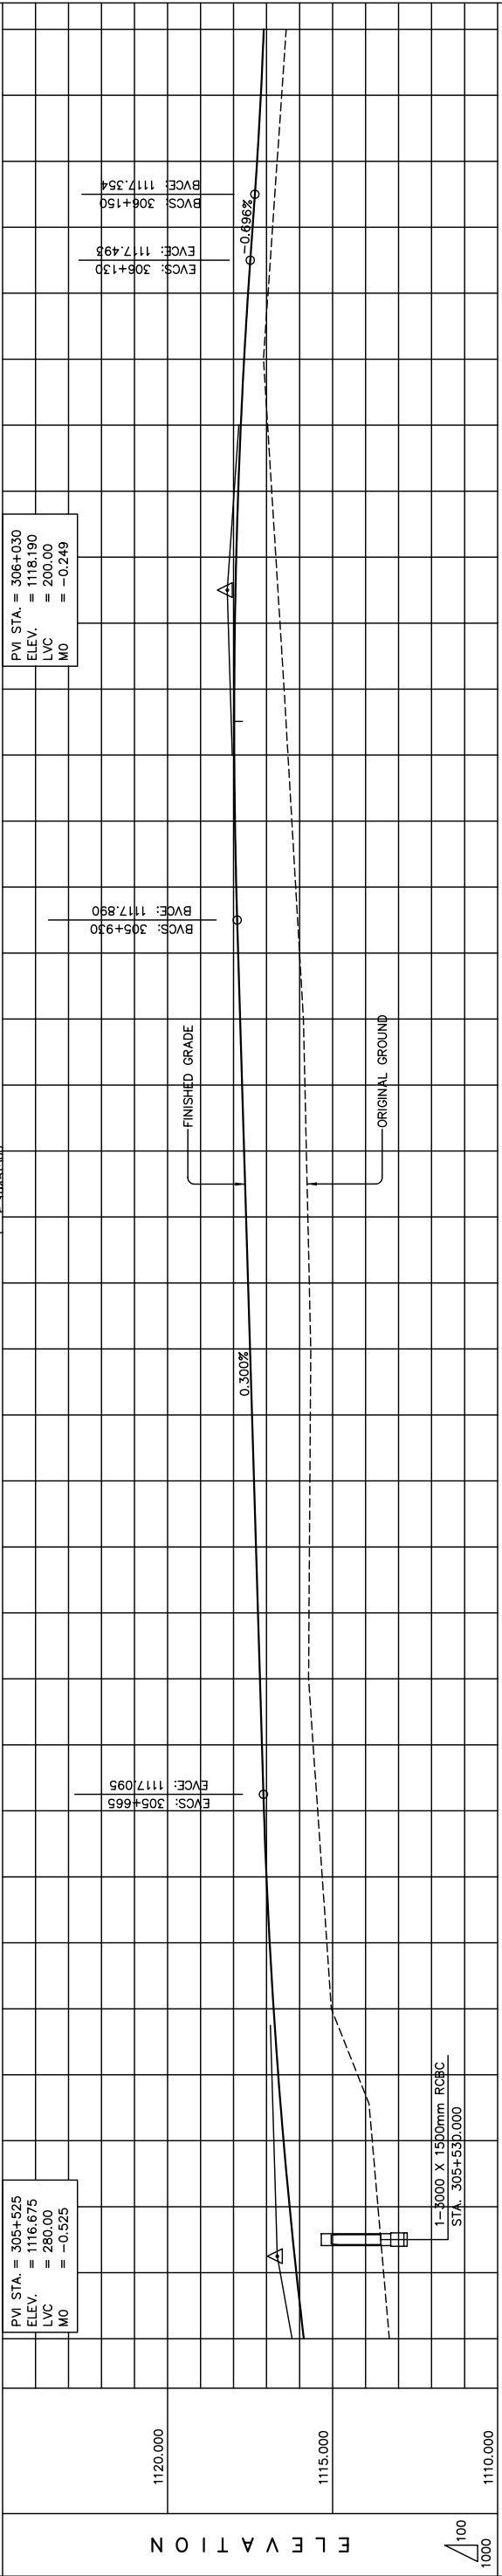 ELEVATION
100
1000
1120.000
1115.000
1110.000
PVI STA. = 305+525
ELEV. = 1116.675
LVC = 280.00
MO = -0.525
1-3000 X 1500mm RCBC
STA. 305+530.000
EVCS: 305+665
EVCE: 1117.095
0.300%
FINISHED GRADE
ORIGINAL GROUND
BVCS: 305+930
BVCE: 1117.890
PVI STA. = 306+030
ELEV. = 1118.190
LVC = 200.00
MO = -0.249
EVCS: 306+130
EVCE: 1117.493
-0.696%
BVCS: 306+150
BVCE: 1117.354